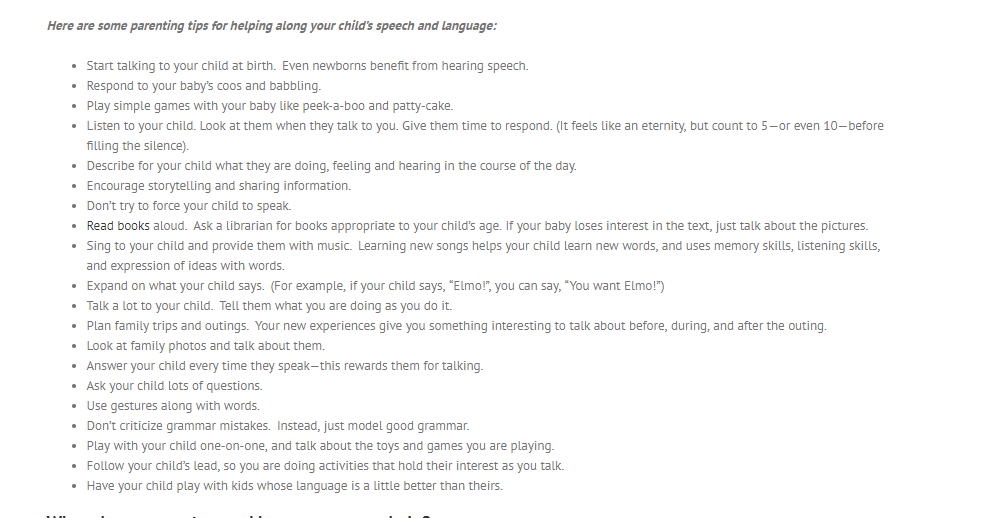 Here are some parenting tips for helping along your child's speech and language:
Start talking to your child at birth.  Even newborns benefit from hearing speech.
Respond to your baby's coos and babbling.
Play simple games with your baby like peek-a-boo and patty-cake.
Listen to your child. Look at them when they talk to you. Give them time to respond. (It feels like an eternity, but count to 5—or even 10—before
filling the silence).
Describe for your child what they are doing, feeling and hearing in the course of the day.
Encourage storytelling and sharing information.
Don't try to force your child to speak.
Read books aloud.  Ask a librarian for books appropriate to your child's age. If your baby loses interest in the text, just talk about the pictures.
Sing to your child and provide them with music.  Learning new songs helps your child learn new words, and uses memory skills, listening skills,
and expression of ideas with words.
Expand on what your child says.  (For example, if your child says, "Elmo!", you can say, "You want Elmo!")
Talk a lot to your child.  Tell them what you are doing as you do it.
Plan family trips and outings.  Your new experiences give you something interesting to talk about before, during, and after the outing.
Look at family photos and talk about them.
Answer your child every time they speak—this rewards them for talking.
Ask your child lots of questions.
Use gestures along with words.
Don't criticize grammar mistakes.  Instead, just model good grammar.
Play with your child one-on-one, and talk about the toys and games you are playing.
Follow your child's lead, so you are doing activities that hold their interest as you talk.
Have your child play with kids whose language is a little better than theirs.